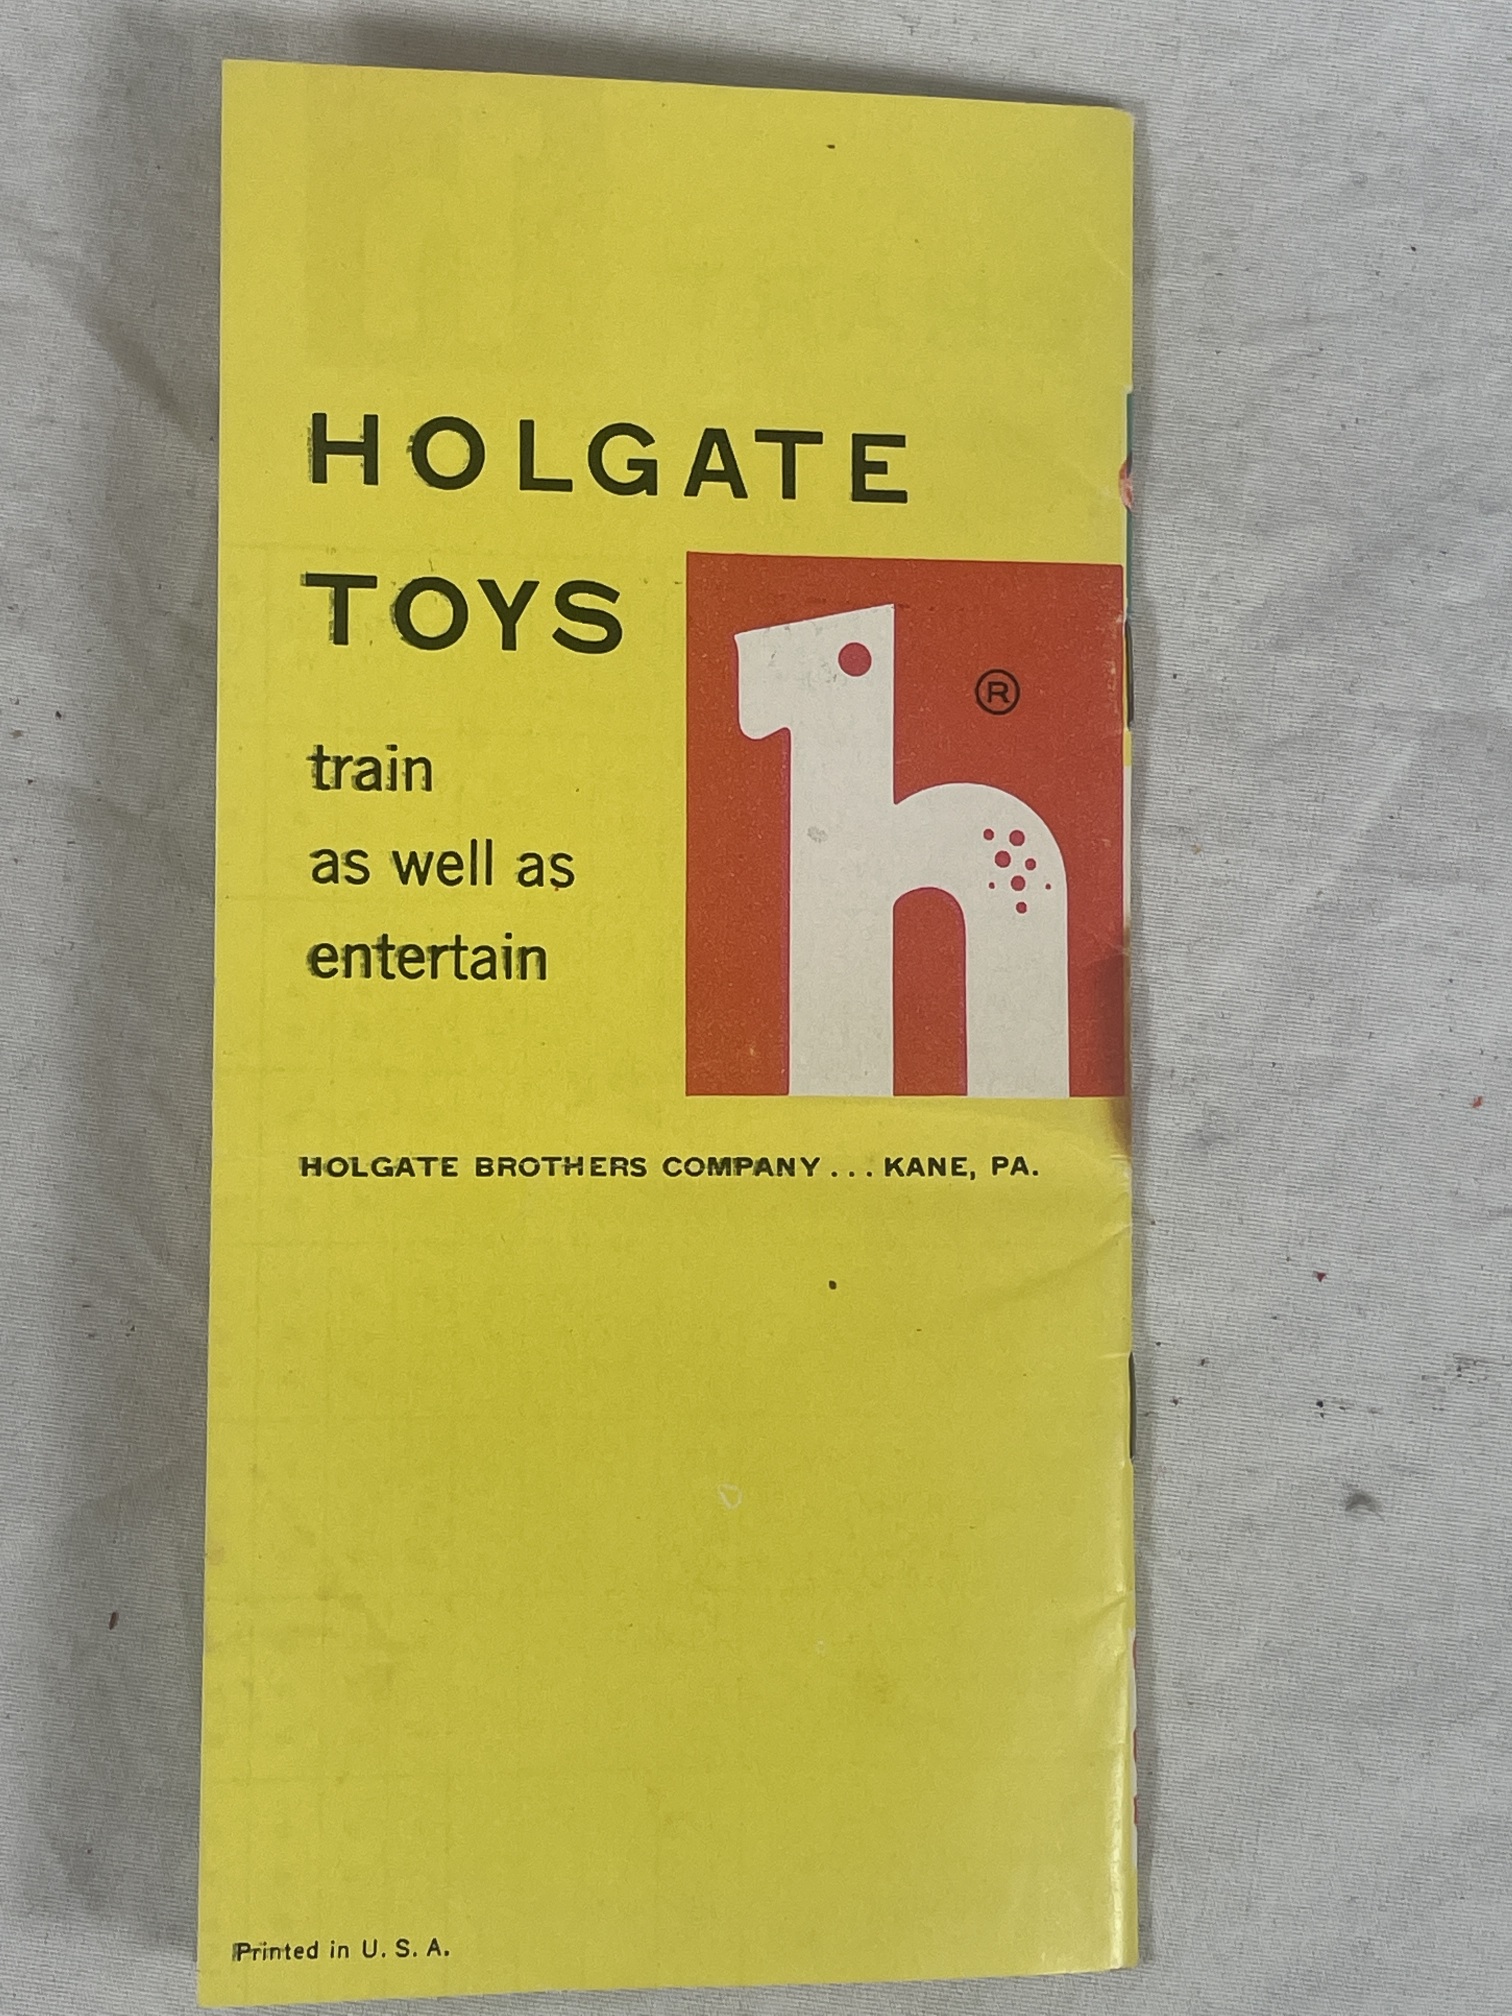 HOLGATE
TOYS
train
as well as
entertain
h
®
HOLGATE BROTHERS COMPANY... KANE, PA.
Printed in U. S. A.